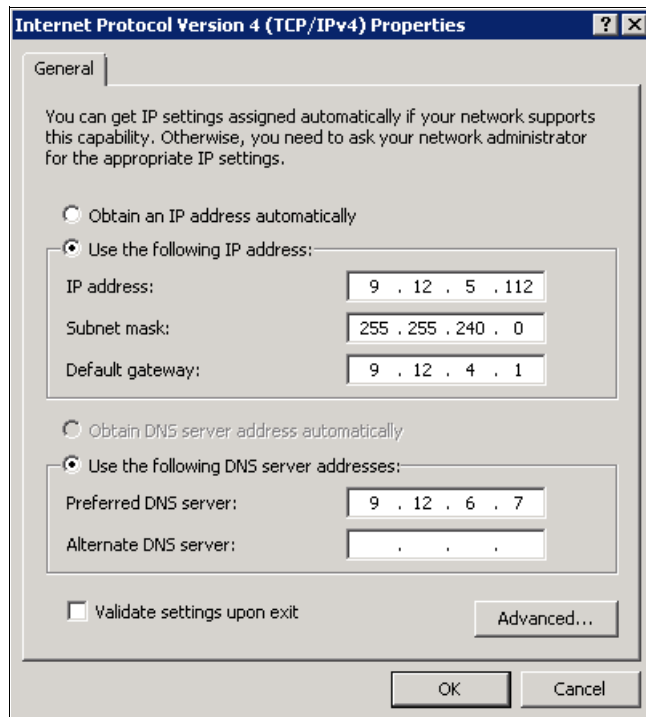 Internet Protocol Version 4 (TCP/IPv4) Properties
General
You can get IP settings assigned automatically if your network supports
this capability. Otherwise, you need to ask your network administrator
for the appropriate IP settings.
Obtain an IP address automatically
Use the following IP address:
IP address: 9 . 12 . 5 . 112
Subnet mask: 255 . 255 . 240 . 0
Default gateway: 9 . 12 . 4 . 1
Obtain DNS server address automatically
Use the following DNS server addresses:
Preferred DNS server: 9 . 12 . 6 . 7
Alternate DNS server: . . .
Validate settings upon exit
Advanced...
OK Cancel